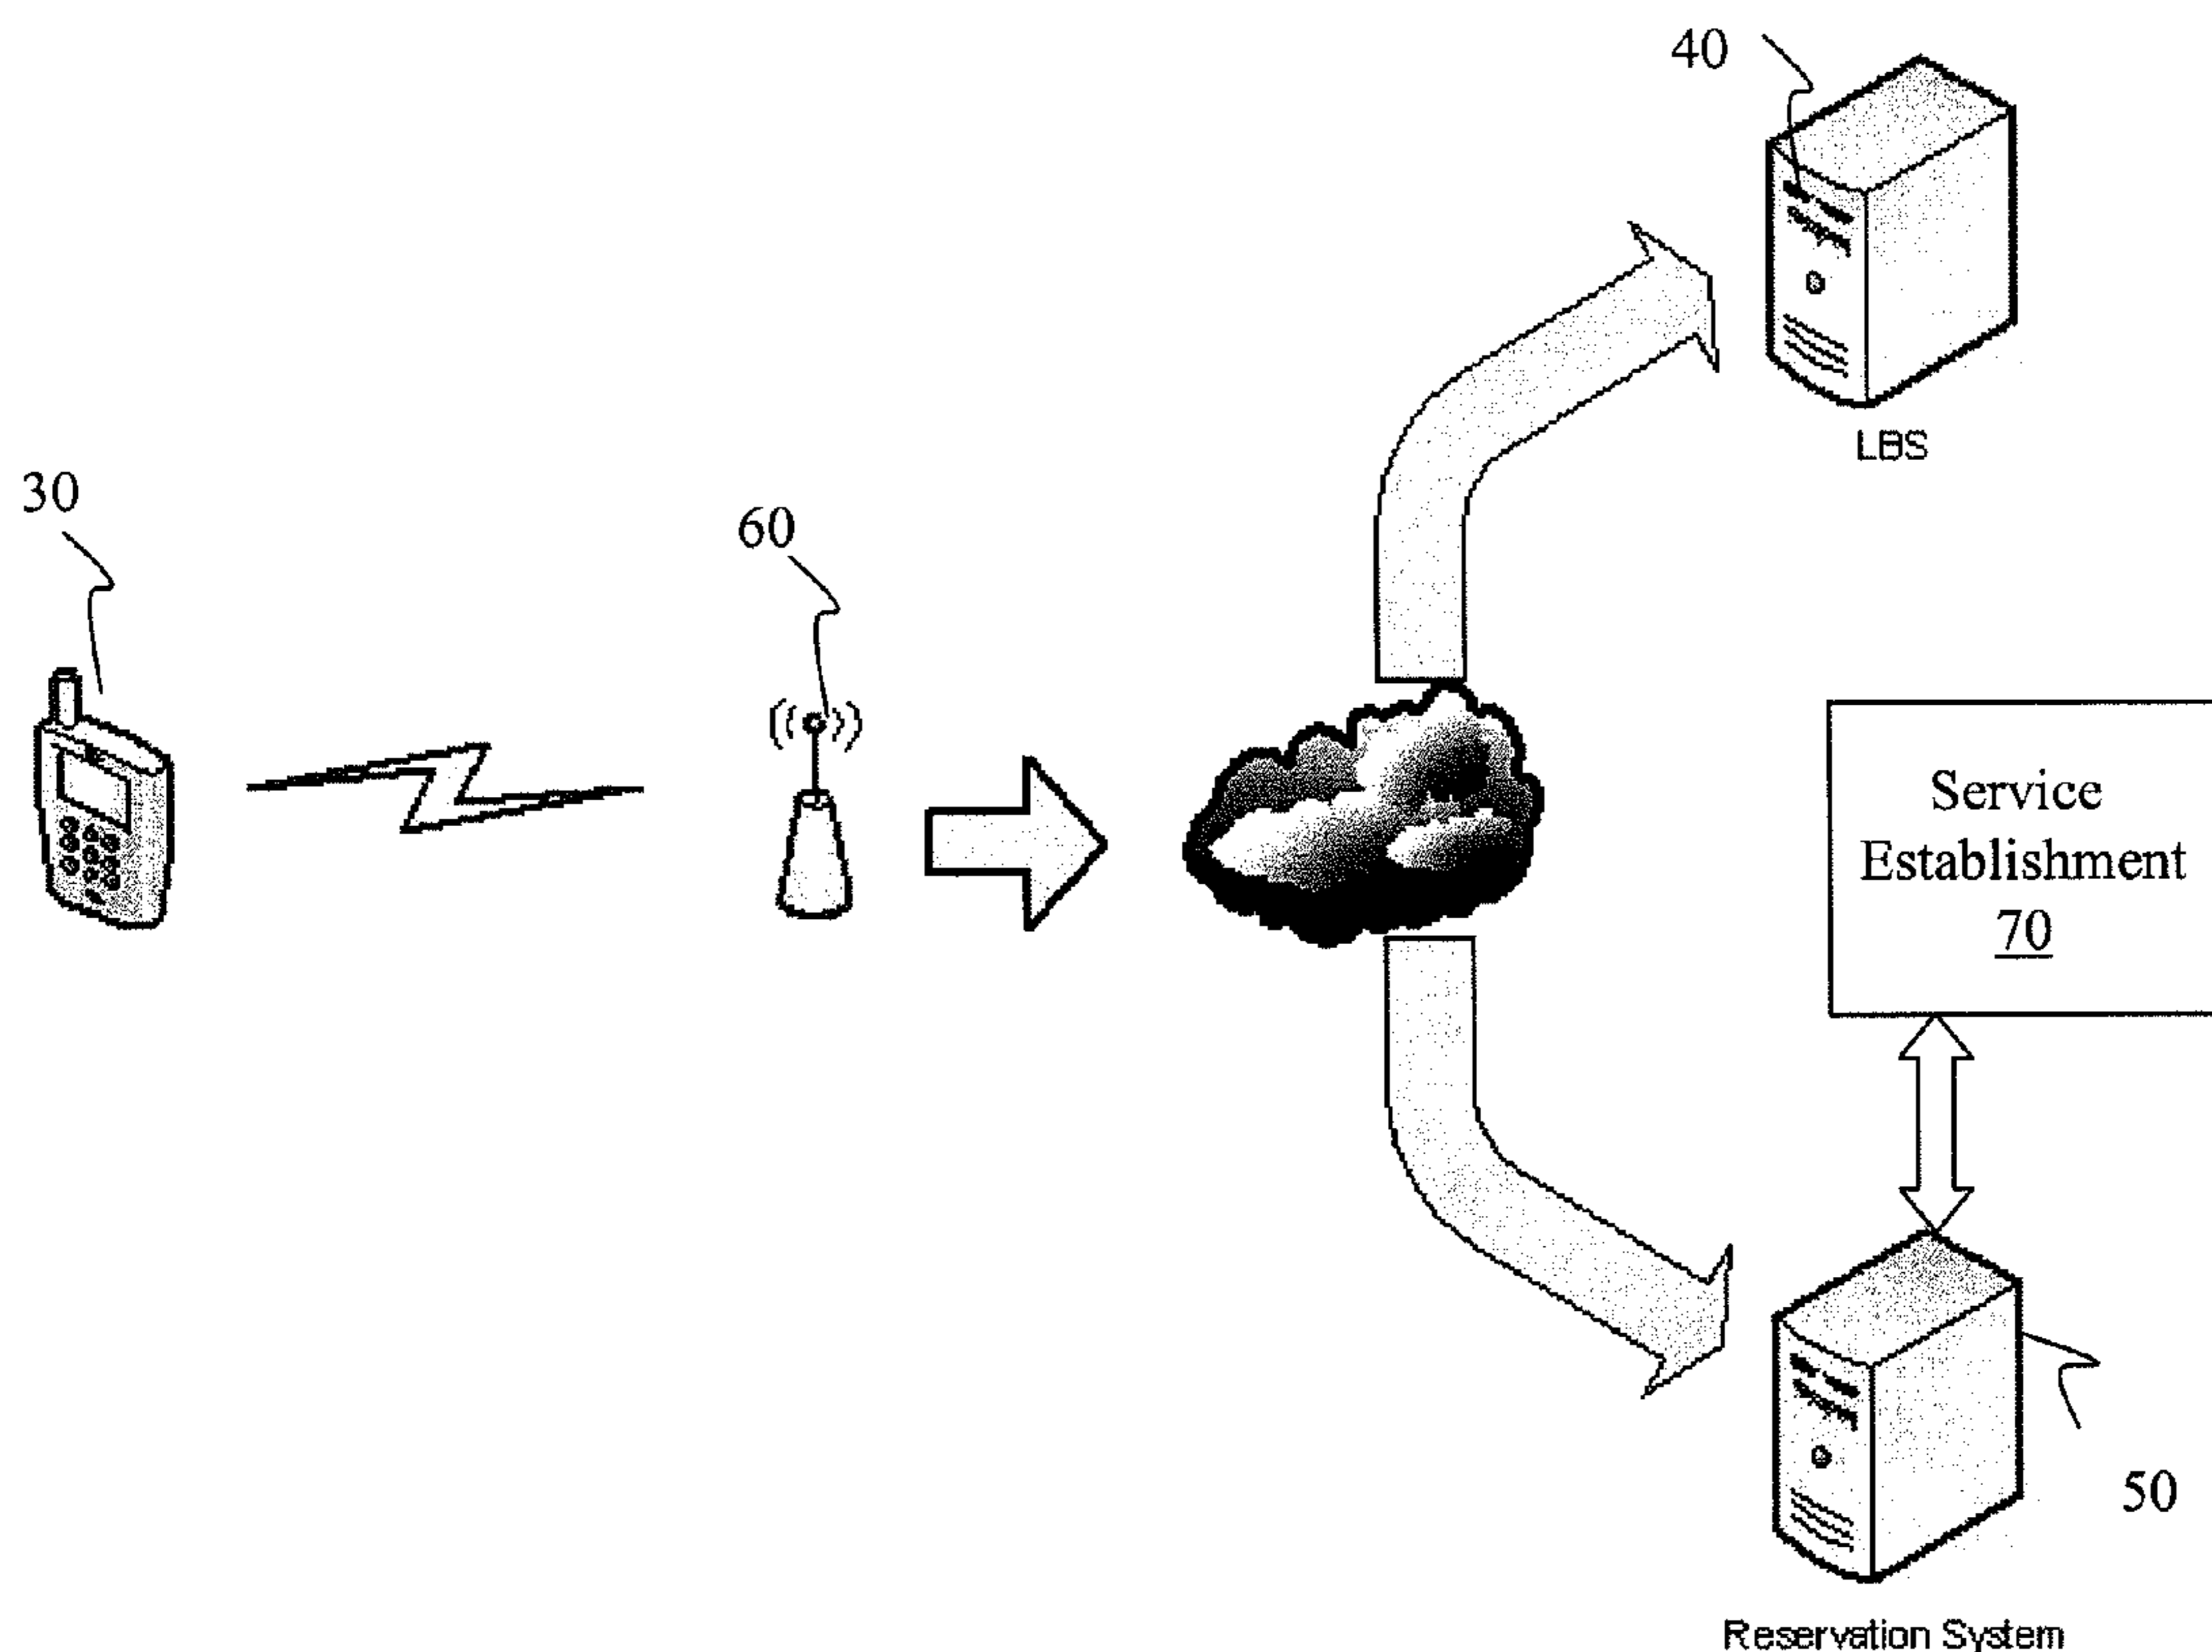 40
LBS
30
60
Service
Establishment
70
50
Reservation System